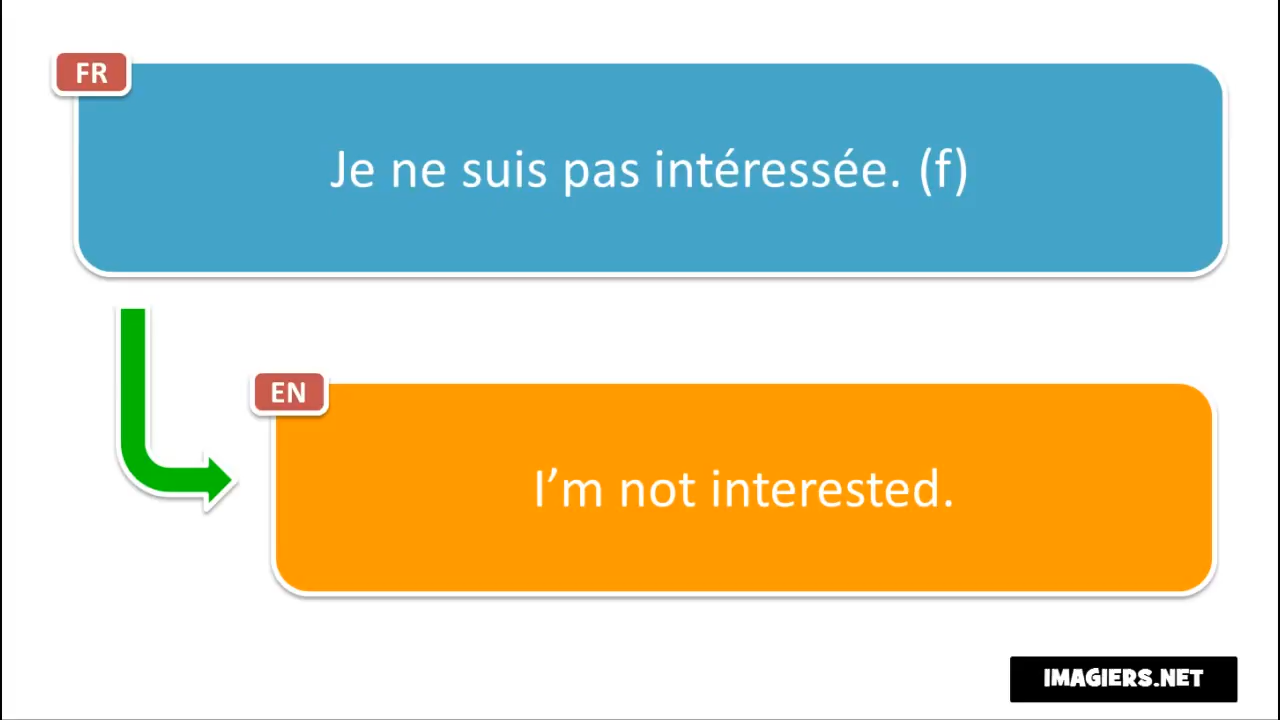 FR
Je ne suis pas intéressée. (f)
EN
I’m not interested.
IMAGIERS.NET